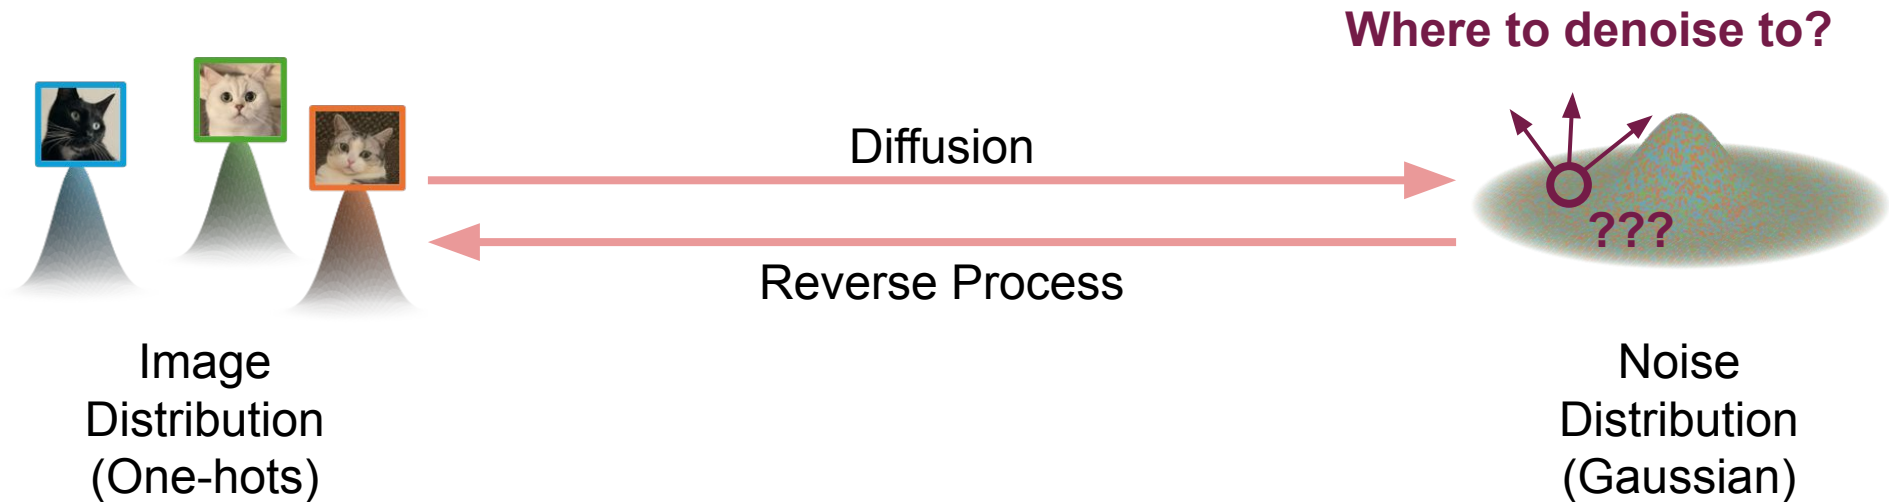 Where to denoise to?
Diffusion
???
Reverse Process
Image
Distribution
(One-hots)
Noise
Distribution
(Gaussian)